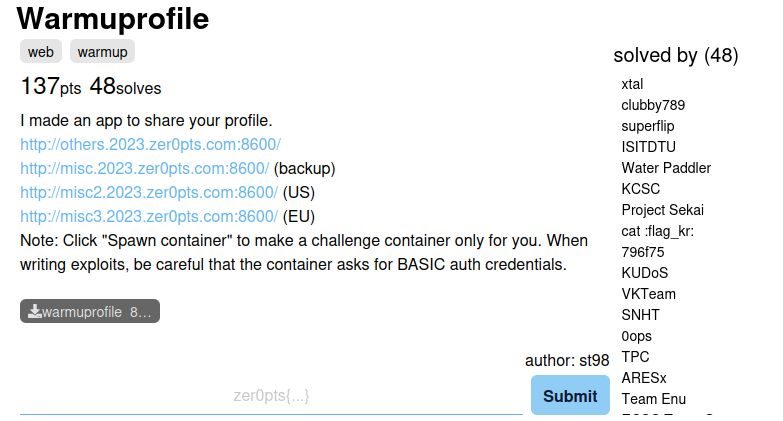 Warmuprofile
web warmup
137pts 48solves
I made an app to share your profile.
http://others.2023.zer0pts.com:8600/
http://misc.2023.zer0pts.com:8600/ (backup)
http://misc2.2023.zer0pts.com:8600/ (US)
http://misc3.2023.zer0pts.com:8600/ (EU)
Note: Click "Spawn container" to make a challenge container only for you. When
writing exploits, be careful that the container asks for BASIC auth credentials.
warmuprofile 8...
author: st98
zer0pts{...}
Submit
solved by (48)
xtal
clubby789
superflip
ISITDTU
Water Paddler
KCSC
Project Sekai
cat :flag_kr:
796f75
KUDoS
VKTeam
SNHT
0ops
TPC
ARESx
Team Enu